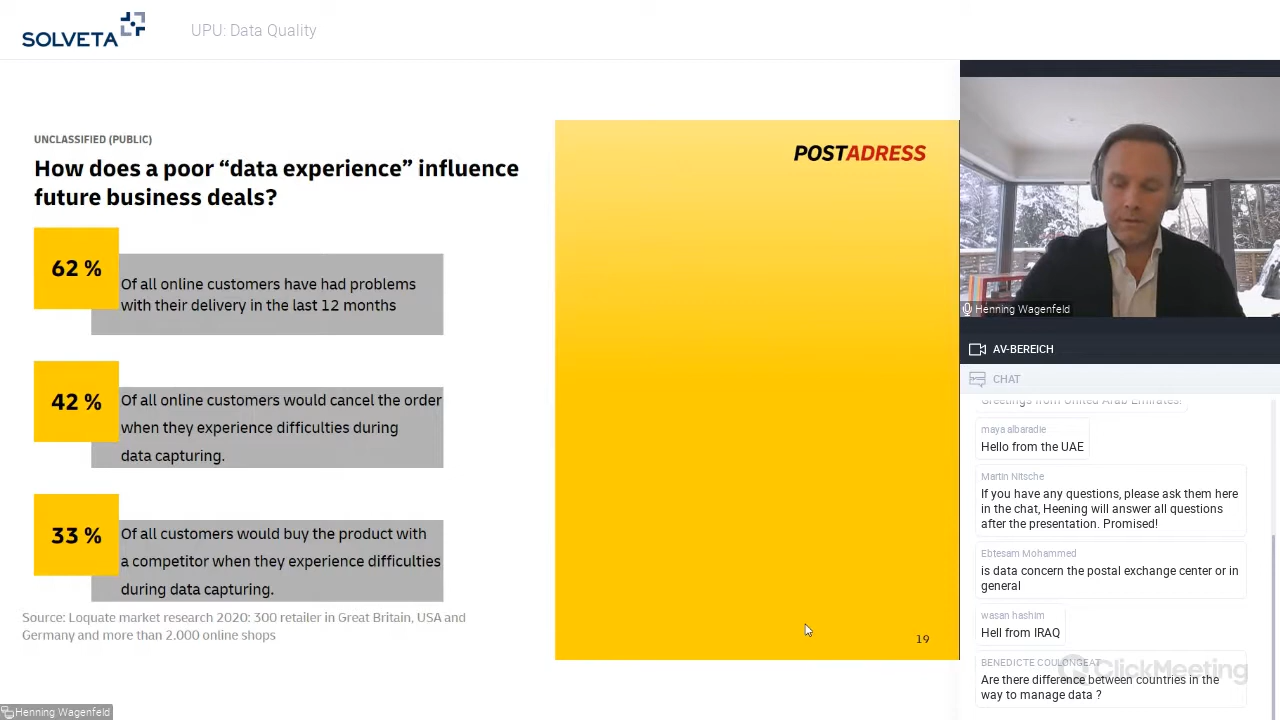 SOLVETA
UPU: Data Quality
UNCLASSIFIED (PUBLIC)
How does a poor “data experience” influence
future business deals?
62 %
Of all online customers have had problems
with their delivery in the last 12 months
42 %
Of all online customers would cancel the order
when they experience difficulties during
data capturing.
33 %
Of all customers would buy the product with
a competitor when they experience difficulties
during data capturing.
Source: Loquate market research 2020: 300 retailer in Great Britain, USA and
Germany and more than 2.000 online shops
POSTADRESS
19
Henning Wagenfeld
Henning Wagenfeld
AV-BEREICH
CHAT
Greetings from United Arab Emirates!
maya albaradie
Hello from the UAE
Martin Nitsche
If you have any questions, please ask them here
in the chat, Heening will answer all questions
after the presentation. Promised!
Ebtesam Mohammed
is data concern the postal exchange center or in
general
wasan hashim
Hell from IRAQ
BENEDICTE COULONGEAT
Are there difference between countries in the
way to manage data ?
ClickMeeting